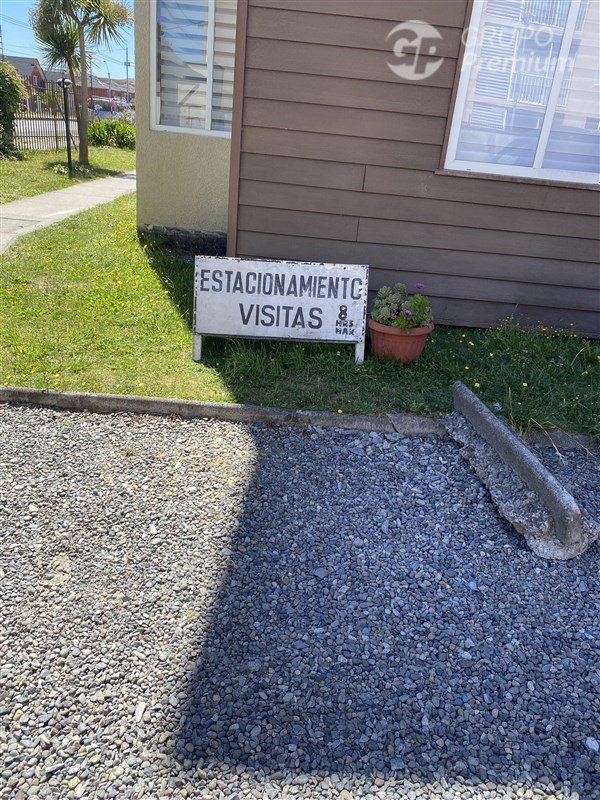 GP GRUPO
Premium
ESTACIONAMIENTO
VISITAS 8
HRS
MAX